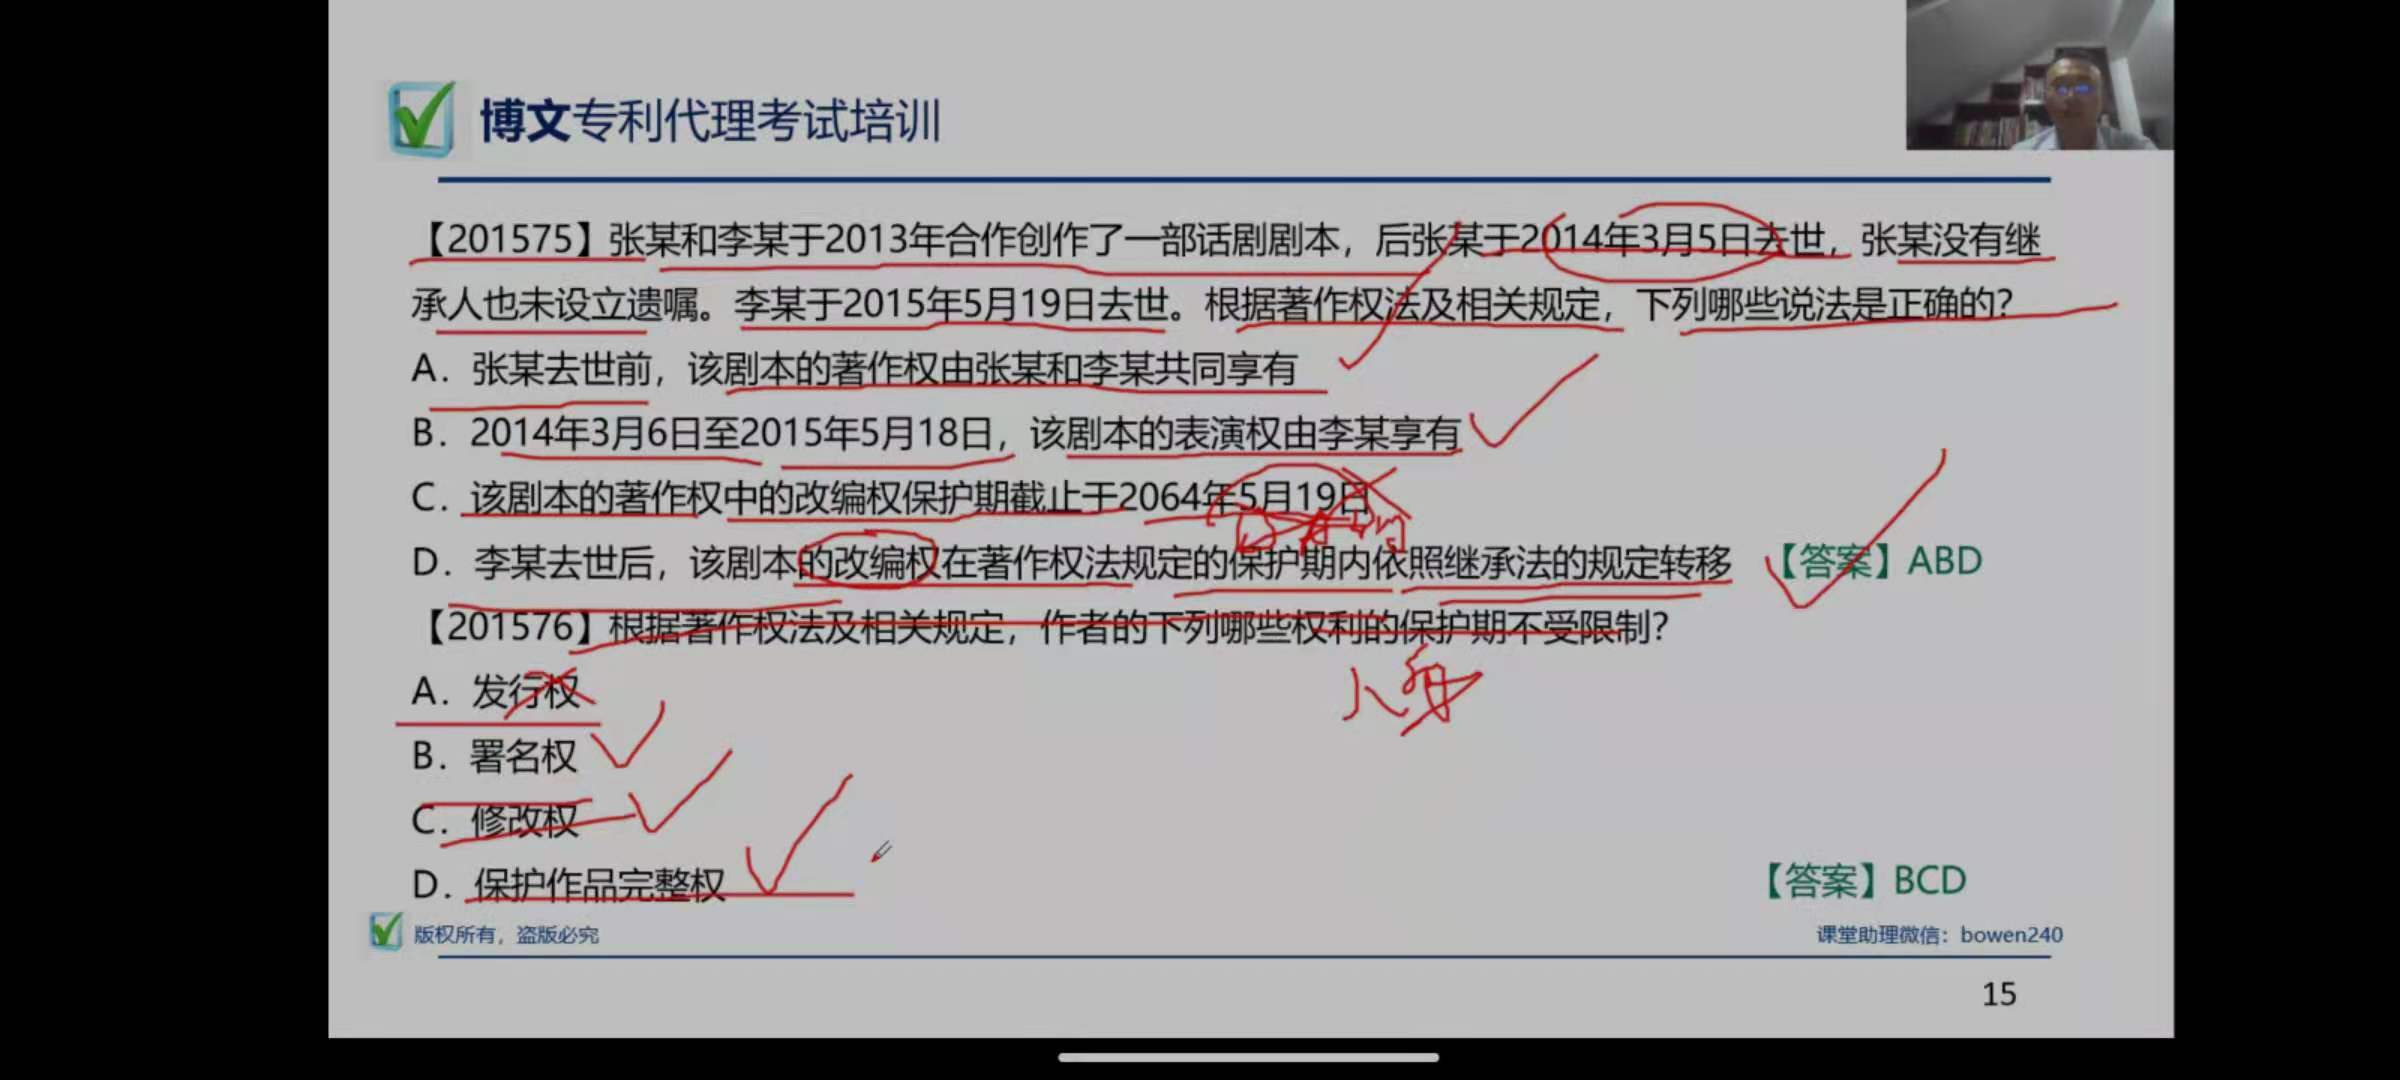 博文专利代理考试培训
【201575】张某和李某于2013年合作创作了一部话剧剧本，后张某于2014年3月5日去世，张某没有继
承人也未设立遗嘱。李某于2015年5月19日去世。根据著作权法及相关规定，下列哪些说法是正确的？
A．张某去世前，该剧本的著作权由张某和李某共同享有
B．2014年3月6日至2015年5月18日，该剧本的表演权由李某享有
C．该剧本的著作权中的改编权保护期截止于2064年5月19日
D．李某去世后，该剧本的改编权在著作权法规定的保护期内依照继承法的规定转移 【答案】ABD
【201576】根据著作权法及相关规定，作者的下列哪些权利的保护期不受限制？
A．发行权
B．署名权
C．修改权
D．保护作品完整权
【答案】BCD
版权所有，盗版必究
课堂助理微信：bowen240
15